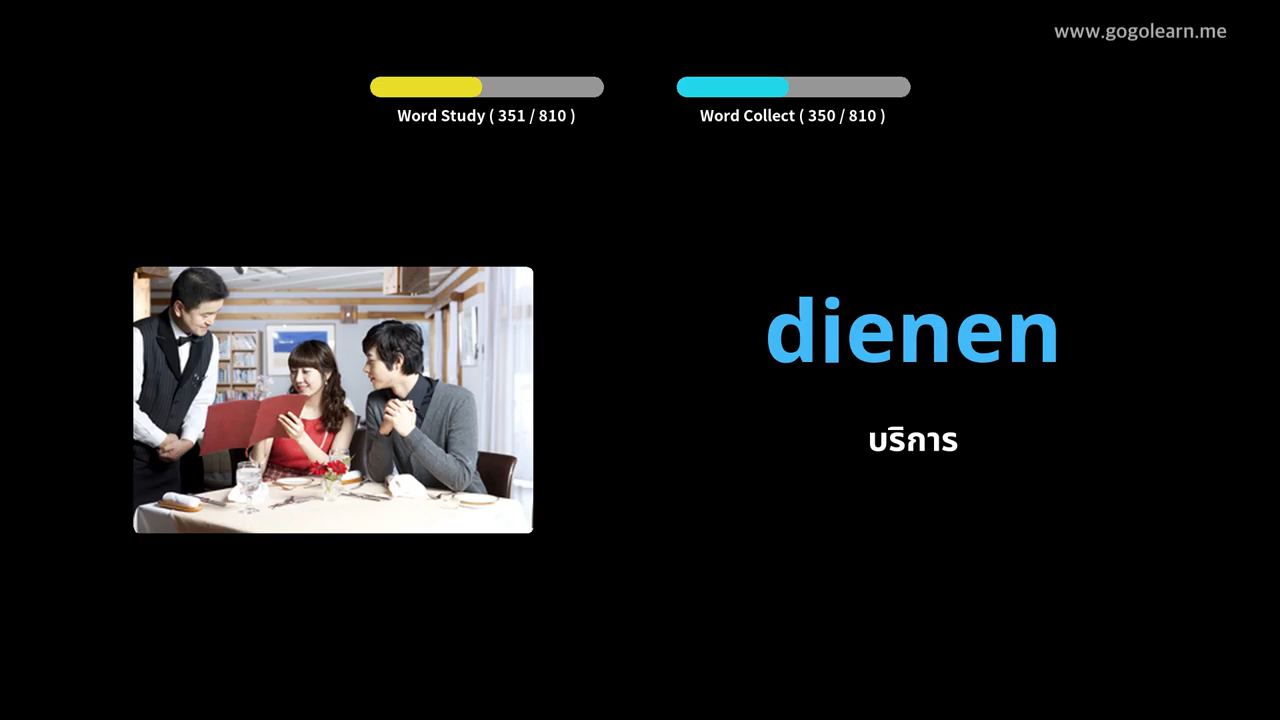 www.gogolearn.me
Word Study ( 351 / 810 )
Word Collect ( 350 / 810 )
dienen
บริการ